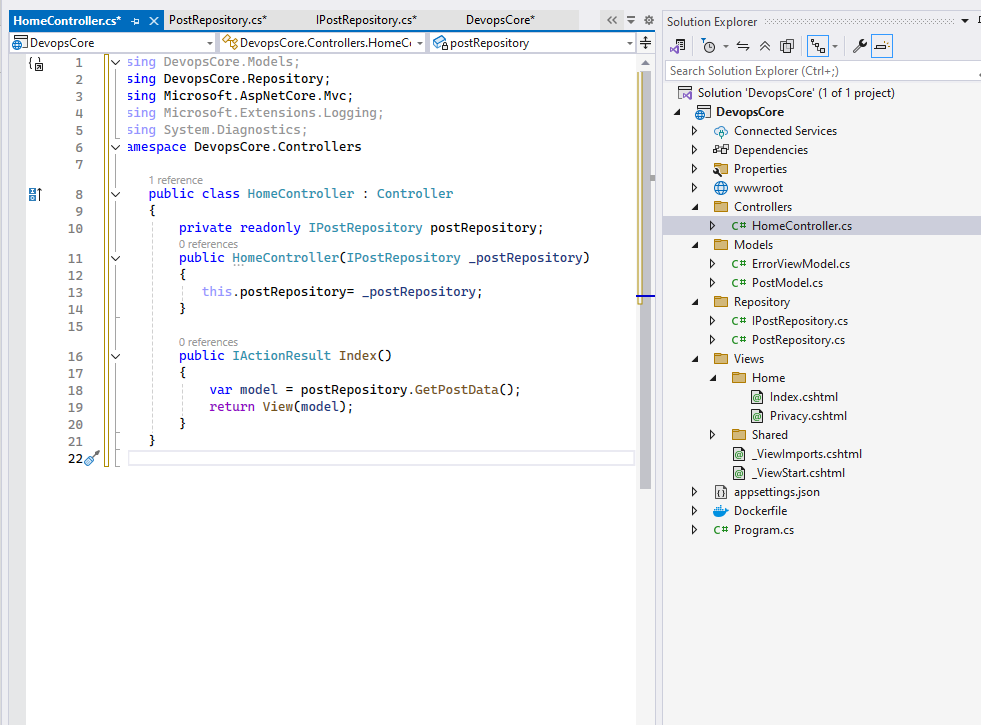 HomeController.cs*
PostRepository.cs*
IPostRepository.cs*
DevopsCore*
DevopsCore
DevopsCore.Controllers.HomeC
postRepository
1 sing DevopsCore.Models;
2 sing DevopsCore.Repository;
3 sing Microsoft.AspNetCore.Mvc;
4 sing Microsoft.Extensions.Logging;
5 sing System.Diagnostics;
6 amespace DevopsCore.Controllers
7
1 reference
8 public class HomeController : Controller
9 {
10 private readonly IPostRepository postRepository;
0 references
11 public HomeController(IPostRepository _postRepository)
12 {
13 this.postRepository= _postRepository;
14 }
15
0 references
16 public IActionResult Index()
17 {
18 var model = postRepository.GetPostData();
19 return View(model);
20 }
21 }
22
Solution Explorer
Search Solution Explorer (Ctrl+;)
Solution 'DevopsCore' (1 of 1 project)
DevopsCore
Connected Services
Dependencies
Properties
wwwroot
Controllers
C# HomeController.cs
Models
C# ErrorViewModel.cs
C# PostModel.cs
Repository
C# IPostRepository.cs
C# PostRepository.cs
Views
Home
Index.cshtml
Privacy.cshtml
Shared
_ViewImports.cshtml
_ViewStart.cshtml
appsettings.json
Dockerfile
C# Program.cs